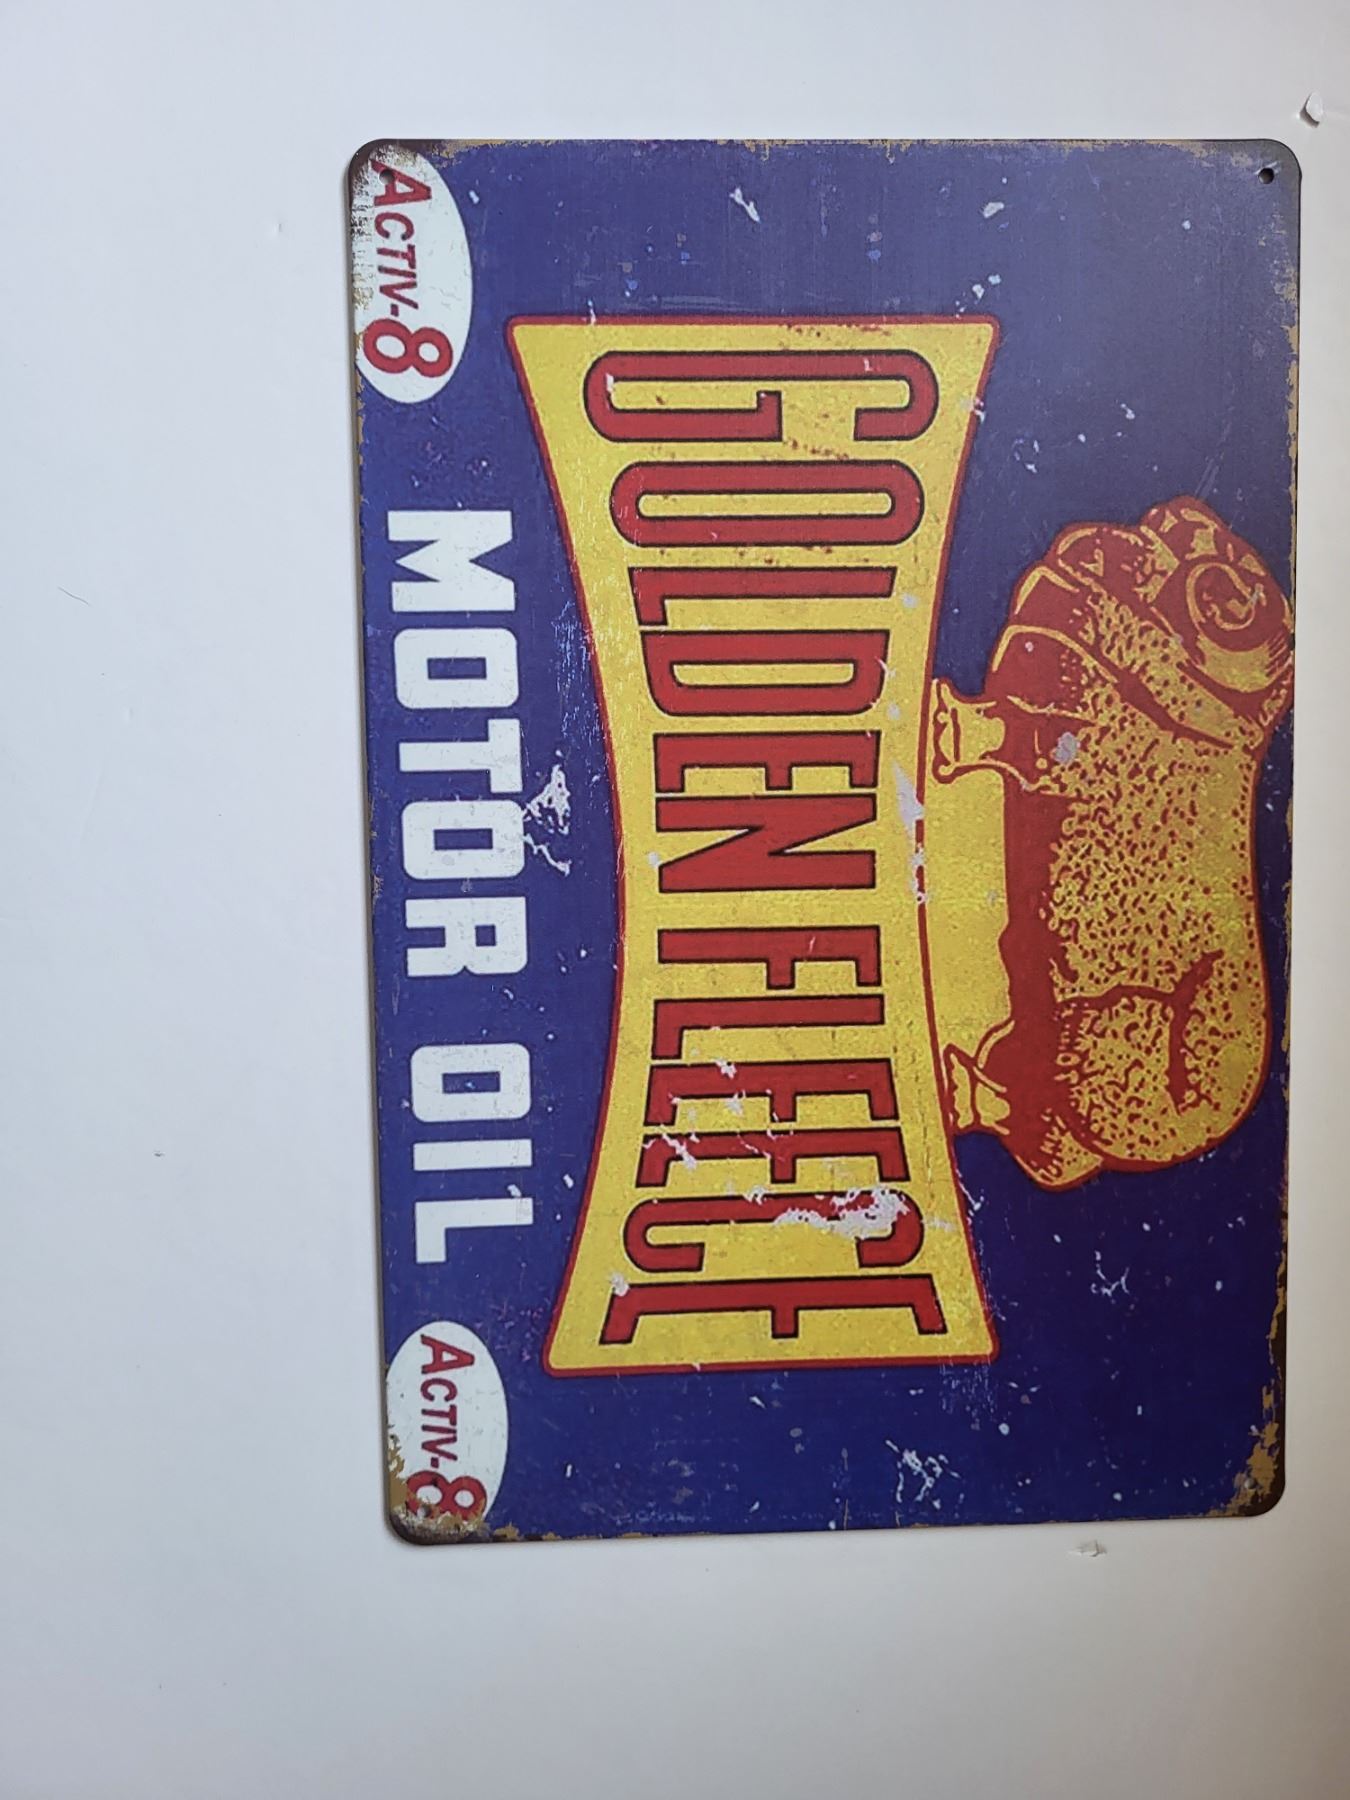 GOLDEN FLEECE
MOTOR OIL
ACTIV-8
ACTIV-8